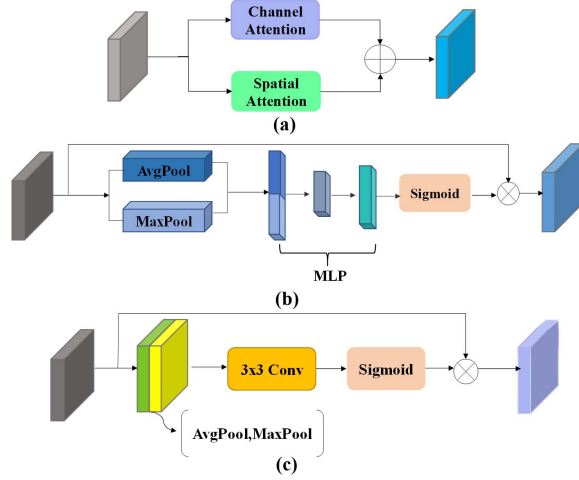 Channel
Attention
Spatial
Attention
(a)
AvgPool
MaxPool
Sigmoid
MLP
(b)
3x3 Conv
Sigmoid
AvgPool,MaxPool
(c)